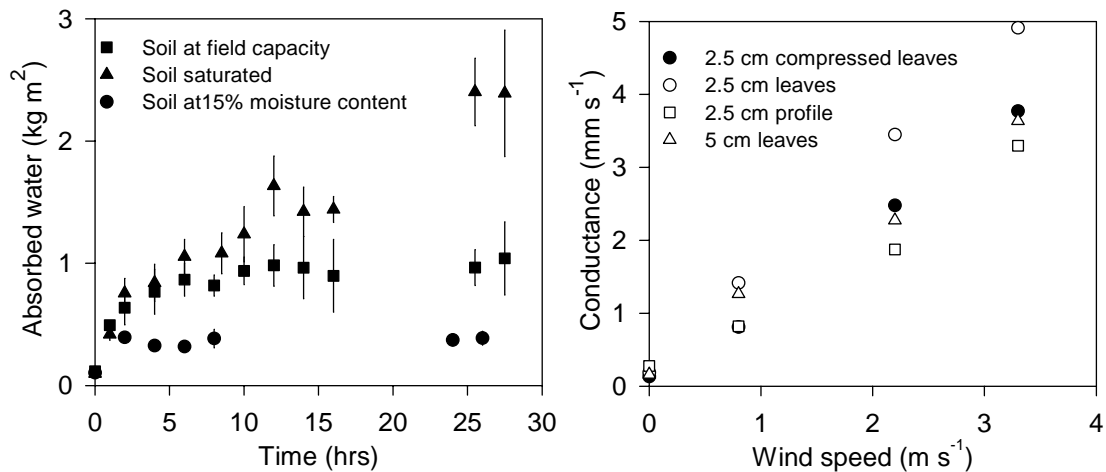 Absorbed water (kg m²)
3
2
1
0
Soil at field capacity
Soil saturated
Soil at15% moisture content
0 5 10 15 20 25 30
Time (hrs)
Conductance (mm s⁻¹)
5
4
3
2
1
0
2.5 cm compressed leaves
2.5 cm leaves
2.5 cm profile
5 cm leaves
0 1 2 3 4
Wind speed (m s⁻¹)